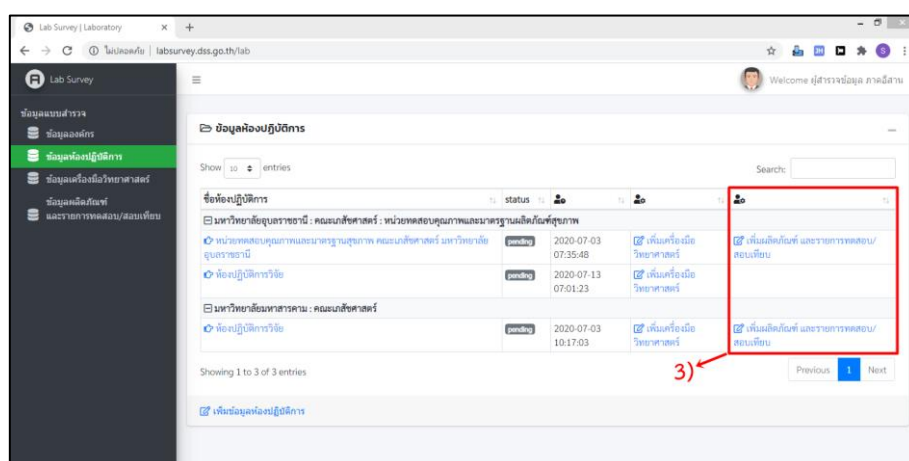 Lab Survey | Laboratory
ไม่ปลอดภัย | labsurvey.dss.go.th/lab
Lab Survey
Welcome ผู้สำรวจข้อมูล ภาคอีสาน
ข้อมูลแบบสำรวจ
ข้อมูลองค์กร
ข้อมูลห้องปฏิบัติการ
ข้อมูลเครื่องมือวิทยาศาสตร์
ข้อมูลผลิตภัณฑ์
และรายการทดสอบ/สอบเทียบ
ข้อมูลห้องปฏิบัติการ
Show 10 entries
Search:
ชื่อห้องปฏิบัติการ status
มหาวิทยาลัยอุบลราชธานี : คณะเภสัชศาสตร์ : หน่วยทดสอบคุณภาพและมาตรฐานผลิตภัณฑ์สุขภาพ
หน่วยทดสอบคุณภาพและมาตรฐานสุขภาพ คณะเภสัชศาสตร์ มหาวิทยาลัย
อุบลราชธานี
pending
2020-07-03
07:35:48
เพิ่มเครื่องมือ
วิทยาศาสตร์
เพิ่มผลิตภัณฑ์ และรายการทดสอบ/
สอบเทียบ
ห้องปฏิบัติการวิจัย
pending
2020-07-13
07:01:23
เพิ่มเครื่องมือ
วิทยาศาสตร์
มหาวิทยาลัยมหาสารคาม : คณะเภสัชศาสตร์
ห้องปฏิบัติการวิจัย
pending
2020-07-03
10:17:03
เพิ่มเครื่องมือ
วิทยาศาสตร์
เพิ่มผลิตภัณฑ์ และรายการทดสอบ/
สอบเทียบ
3)
Showing 1 to 3 of 3 entries
Previous 1 Next
เพิ่มข้อมูลห้องปฏิบัติการ